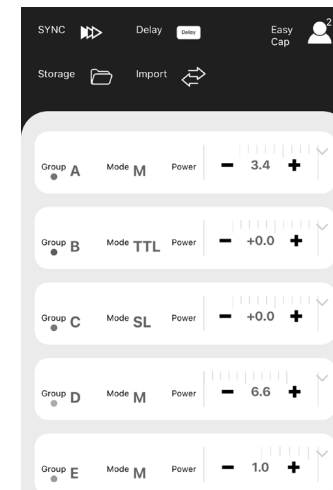 SYNC Delay Delay Easy Cap 2
Storage Import
Group A Mode M Power − 3.4 +
Group B Mode TTL Power − +0.0 +
Group C Mode SL Power − +0.0 +
Group D Mode M Power − 6.6 +
Group E Mode M Power − 1.0 +